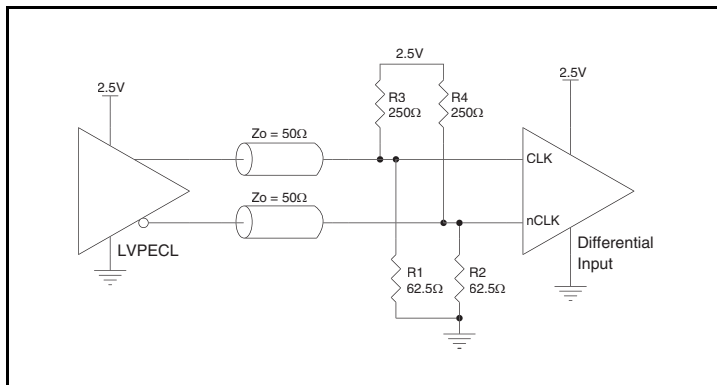 2.5V
2.5V
2.5V
R3
250Ω
R4
250Ω
Zo = 50Ω
CLK
Zo = 50Ω
nCLK
LVPECL
Differential
Input
R1
62.5Ω
R2
62.5Ω